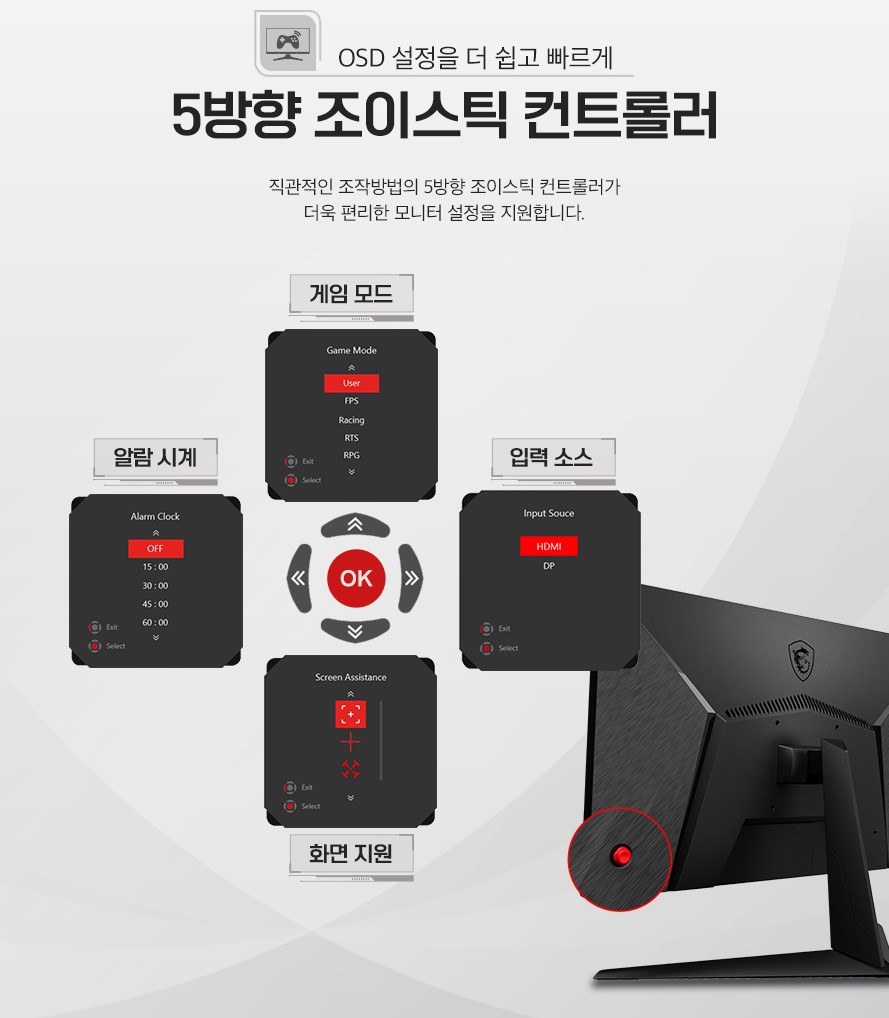 OSD 설정을 더 쉽고 빠르게
5방향 조이스틱 컨트롤러
직관적인 조작방법의 5방향 조이스틱 컨트롤러가
더욱 편리한 모니터 설정을 지원합니다.
게임 모드
Game Mode
User
FPS
Racing
RTS
RPG
Exit
Select
알람 시계
Alarm Clock
OFF
15 : 00
30 : 00
45 : 00
60 : 00
Exit
Select
OK
입력 소스
Input Souce
HDMI
DP
Exit
Select
Screen Assistance
Exit
Select
화면 지원